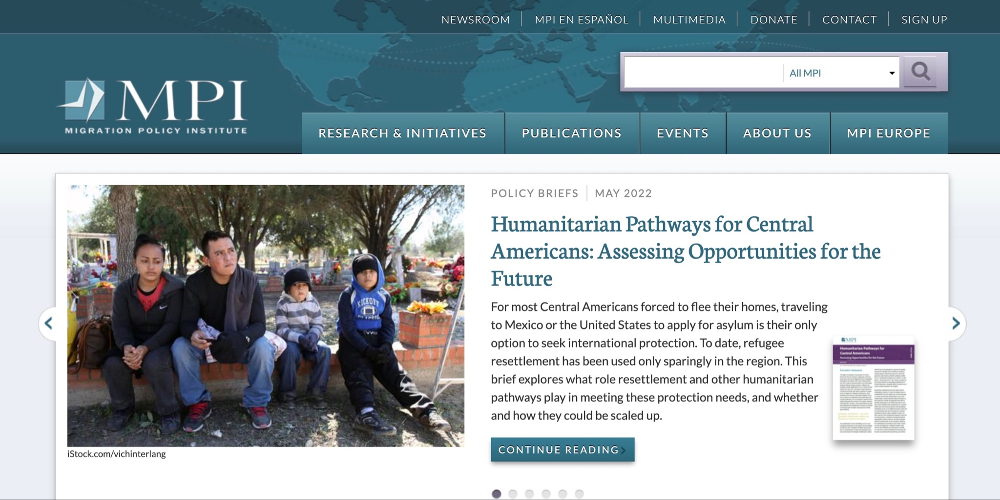 NEWSROOM
MPI EN ESPAÑOL
MULTIMEDIA
DONATE
CONTACT
SIGN UP
All MPI
MPI
MIGRATION POLICY INSTITUTE
RESEARCH & INITIATIVES
PUBLICATIONS
EVENTS
ABOUT US
MPI EUROPE
KICKOFF
CLASSIC
iStock.com/vichinterlang
POLICY BRIEFS
MAY 2022
Humanitarian Pathways for Central
Americans: Assessing Opportunities for the
Future
For most Central Americans forced to flee their homes, traveling
to Mexico or the United States to apply for asylum is their only
option to seek international protection. To date, refugee
resettlement has been used only sparingly in the region. This
brief explores what role resettlement and other humanitarian
pathways play in meeting these protection needs, and whether
and how they could be scaled up.
CONTINUE READING
MPI
Humanitarian Pathways for
Central Americans
Assessing Opportunities for the Future
Executive Summary